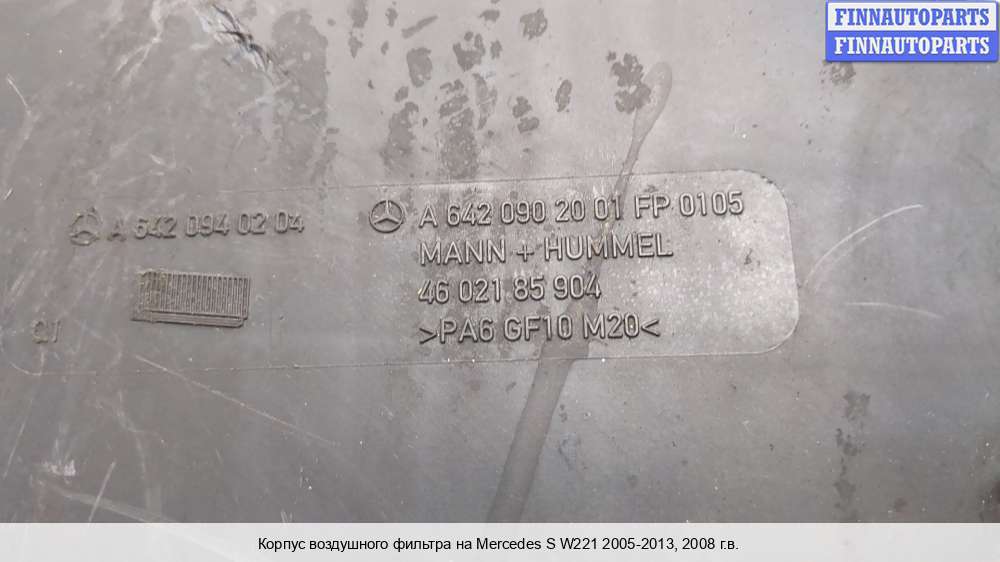 FINNAUTOPARTS
FINNAUTOPARTS
A 642 094 02 04
A 642 090 20 01 FP 0105
MANN + HUMMEL
46 021 85 904
>PA6 GF10 M20<
Корпус воздушного фильтра на Mercedes S W221 2005-2013, 2008 г.в.